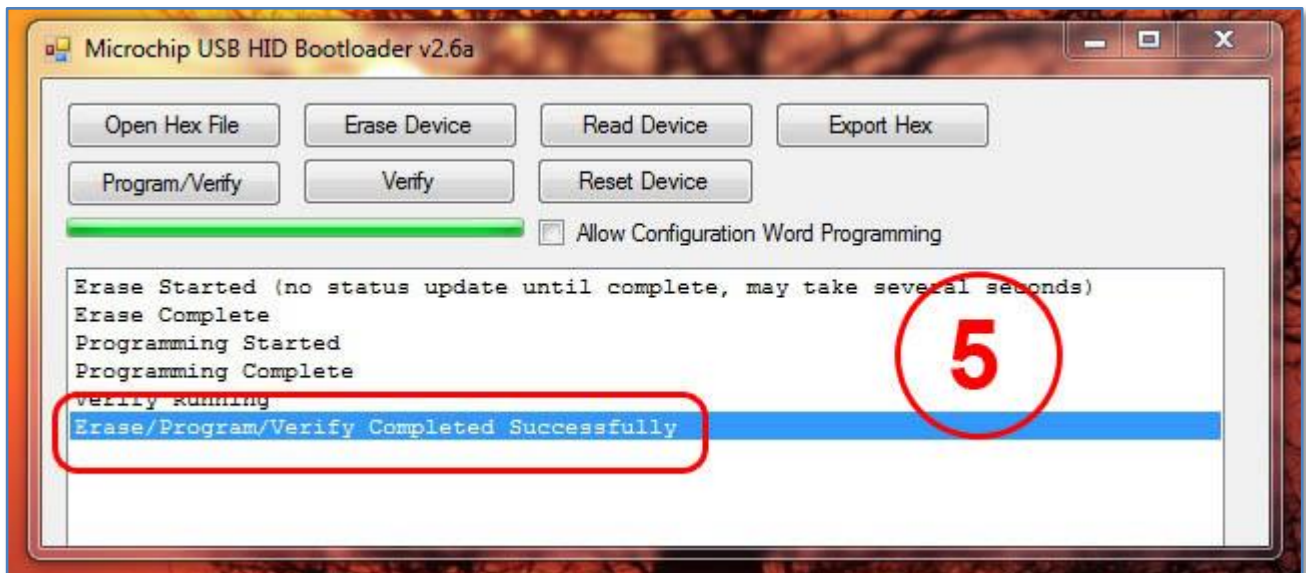 Microchip USB HID Bootloader v2.6a
Open Hex File Erase Device Read Device Export Hex
Program/Verify Verify Reset Device
Allow Configuration Word Programming
Erase Started (no status update until complete, may take several seconds)
Erase Complete
Programming Started
Programming Complete
5
Verify Running
Erase/Program/Verify Completed Successfully